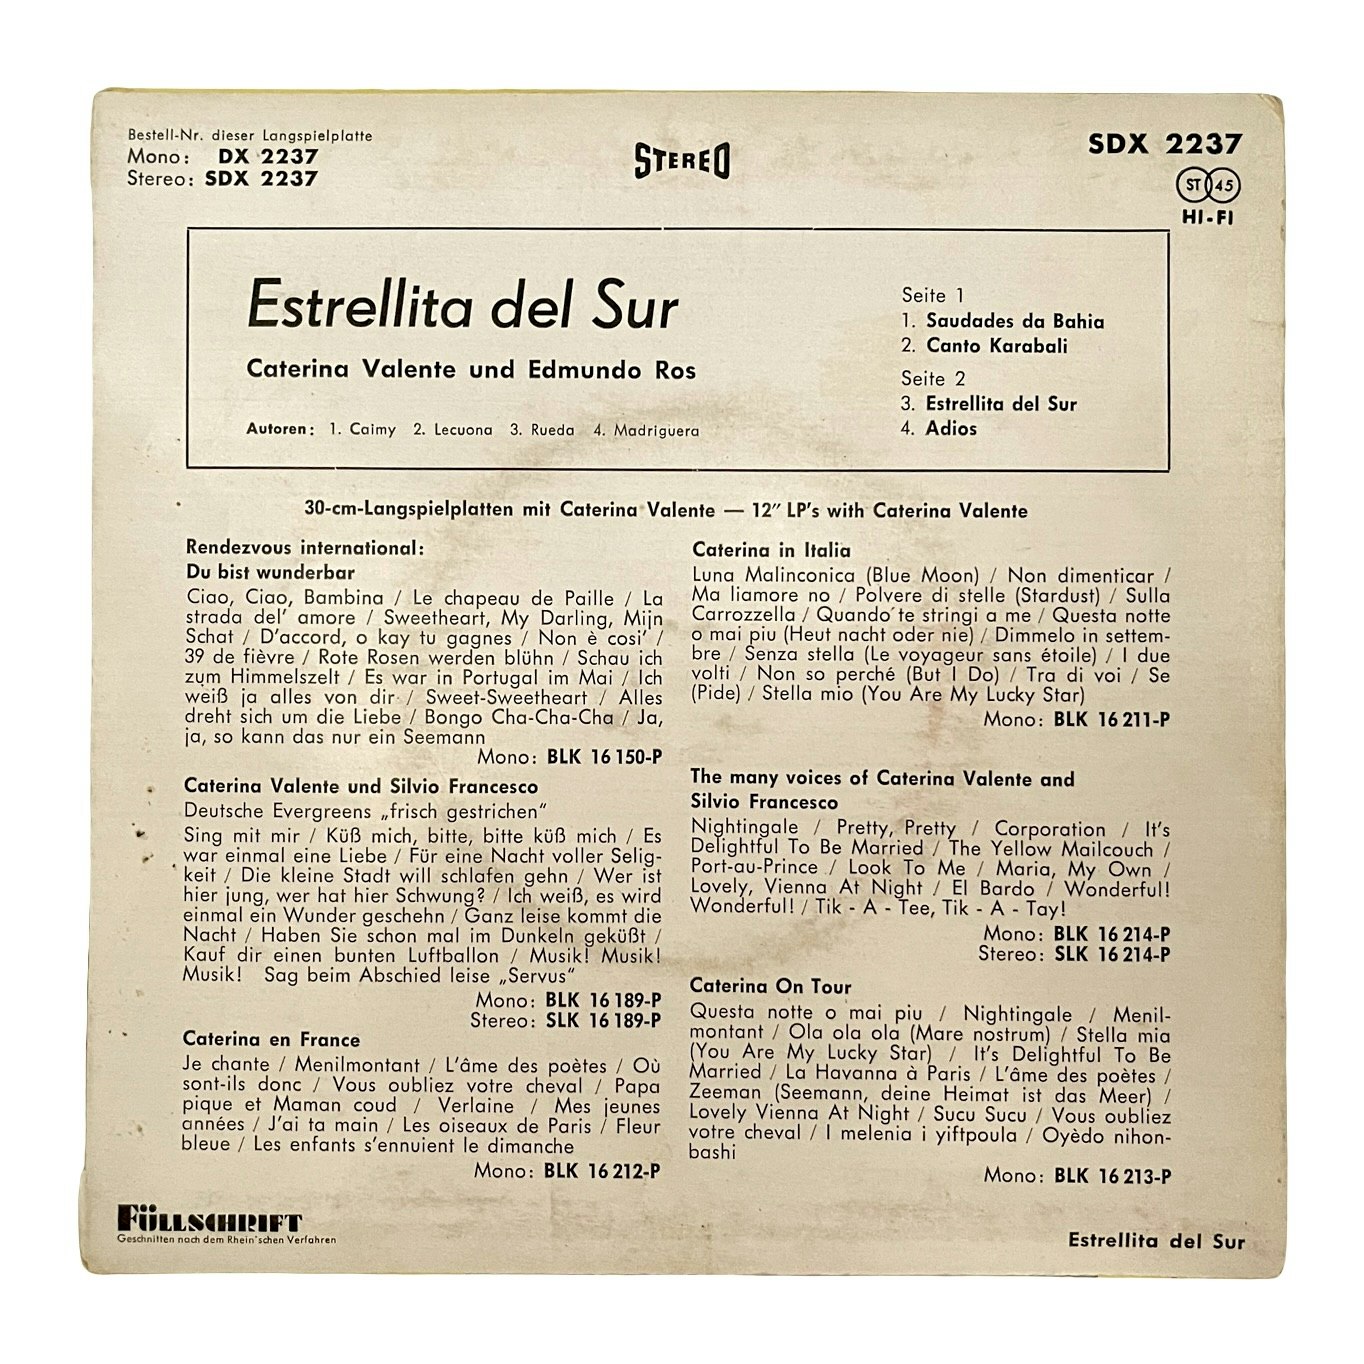 Bestell-Nr. dieser Langspielplatte
Mono: DX 2237
Stereo: SDX 2237
STEREO
SDX 2237
ST 45
HI-FI
Estrellita del Sur
Caterina Valente und Edmundo Ros
Autoren: 1. Caimy 2. Lecuona 3. Rueda 4. Madriguera
Seite 1
1. Saudades da Bahia
2. Canto Karabali
Seite 2
3. Estrellita del Sur
4. Adios
30-cm-Langspielplatten mit Caterina Valente — 12″ LP's with Caterina Valente
Rendezvous international:
Du bist wunderbar
Ciao, Ciao, Bambina / Le chapeau de Paille / La
strada del' amore / Sweetheart, My Darling, Mijn
Schat / D'accord, o kay tu gagnes / Non è cosi' /
39 de fièvre / Rote Rosen werden blühn / Schau ich
zum Himmelszelt / Es war in Portugal im Mai / Ich
weiß ja alles von dir / Sweet-Sweetheart / Alles
dreht sich um die Liebe / Bongo Cha-Cha-Cha / Ja,
ja, so kann das nur ein Seemann
Mono: BLK 16 150-P
Caterina Valente und Silvio Francesco
Deutsche Evergreens „frisch gestrichen“
Sing mit mir / Küß mich, bitte, bitte küß mich / Es
war einmal eine Liebe / Für eine Nacht voller Selig-
keit / Die kleine Stadt will schlafen gehn / Wer ist
hier jung, wer hat hier Schwung? / Ich weiß, es wird
einmal ein Wunder geschehn / Ganz leise kommt die
Nacht / Haben Sie schon mal im Dunkeln geküßt /
Kauf dir einen bunten Luftballon / Musik! Musik!
Musik! Sag beim Abschied leise „Servus“
Mono: BLK 16 189-P
Stereo: SLK 16 189-P
Caterina en France
Je chante / Menilmontant / L'âme des poètes / Où
sont-ils donc / Vous oubliez votre cheval / Papa
pique et Maman coud / Verlaine / Mes jeunes
années / J'ai ta main / Les oiseaux de Paris / Fleur
bleue / Les enfants s'ennuient le dimanche
Mono: BLK 16 212-P
Caterina in Italia
Luna Malinconica (Blue Moon) / Non dimenticar /
Ma liamore no / Polvere di stelle (Stardust) / Sulla
Carrozzella / Quando´te stringi a me / Questa notte
o mai piu (Heut nacht oder nie) / Dimmelo in settem-
bre / Senza stella (Le voyageur sans étoile) / I due
volti / Non so perché (But I Do) / Tra di voi / Se
(Pide) / Stella mio (You Are My Lucky Star)
Mono: BLK 16 211-P
The many voices of Caterina Valente and
Silvio Francesco
Nightingale / Pretty, Pretty / Corporation / It's
Delightful To Be Married / The Yellow Mailcouch /
Port-au-Prince / Look To Me / Maria, My Own /
Lovely, Vienna At Night / El Bardo / Wonderful!
Wonderful! / Tik - A - Tee, Tik - A - Tay!
Mono: BLK 16 214-P
Stereo: SLK 16 214-P
Caterina On Tour
Questa notte o mai piu / Nightingale / Menil-
montant / Ola ola ola (Mare nostrum) / Stella mia
(You Are My Lucky Star) / It's Delightful To Be
Married / La Havanna à Paris / L'âme des poètes /
Zeeman (Seemann, deine Heimat ist das Meer) /
Lovely Vienna At Night / Sucu Sucu / Vous oubliez
votre cheval / I melenia i yiftpoula / Oyèdo nihon-
bashi
Mono: BLK 16 213-P
FÜLLSCHRIFT
Geschnitten nach dem Rhein'schen Verfahren
Estrellita del Sur